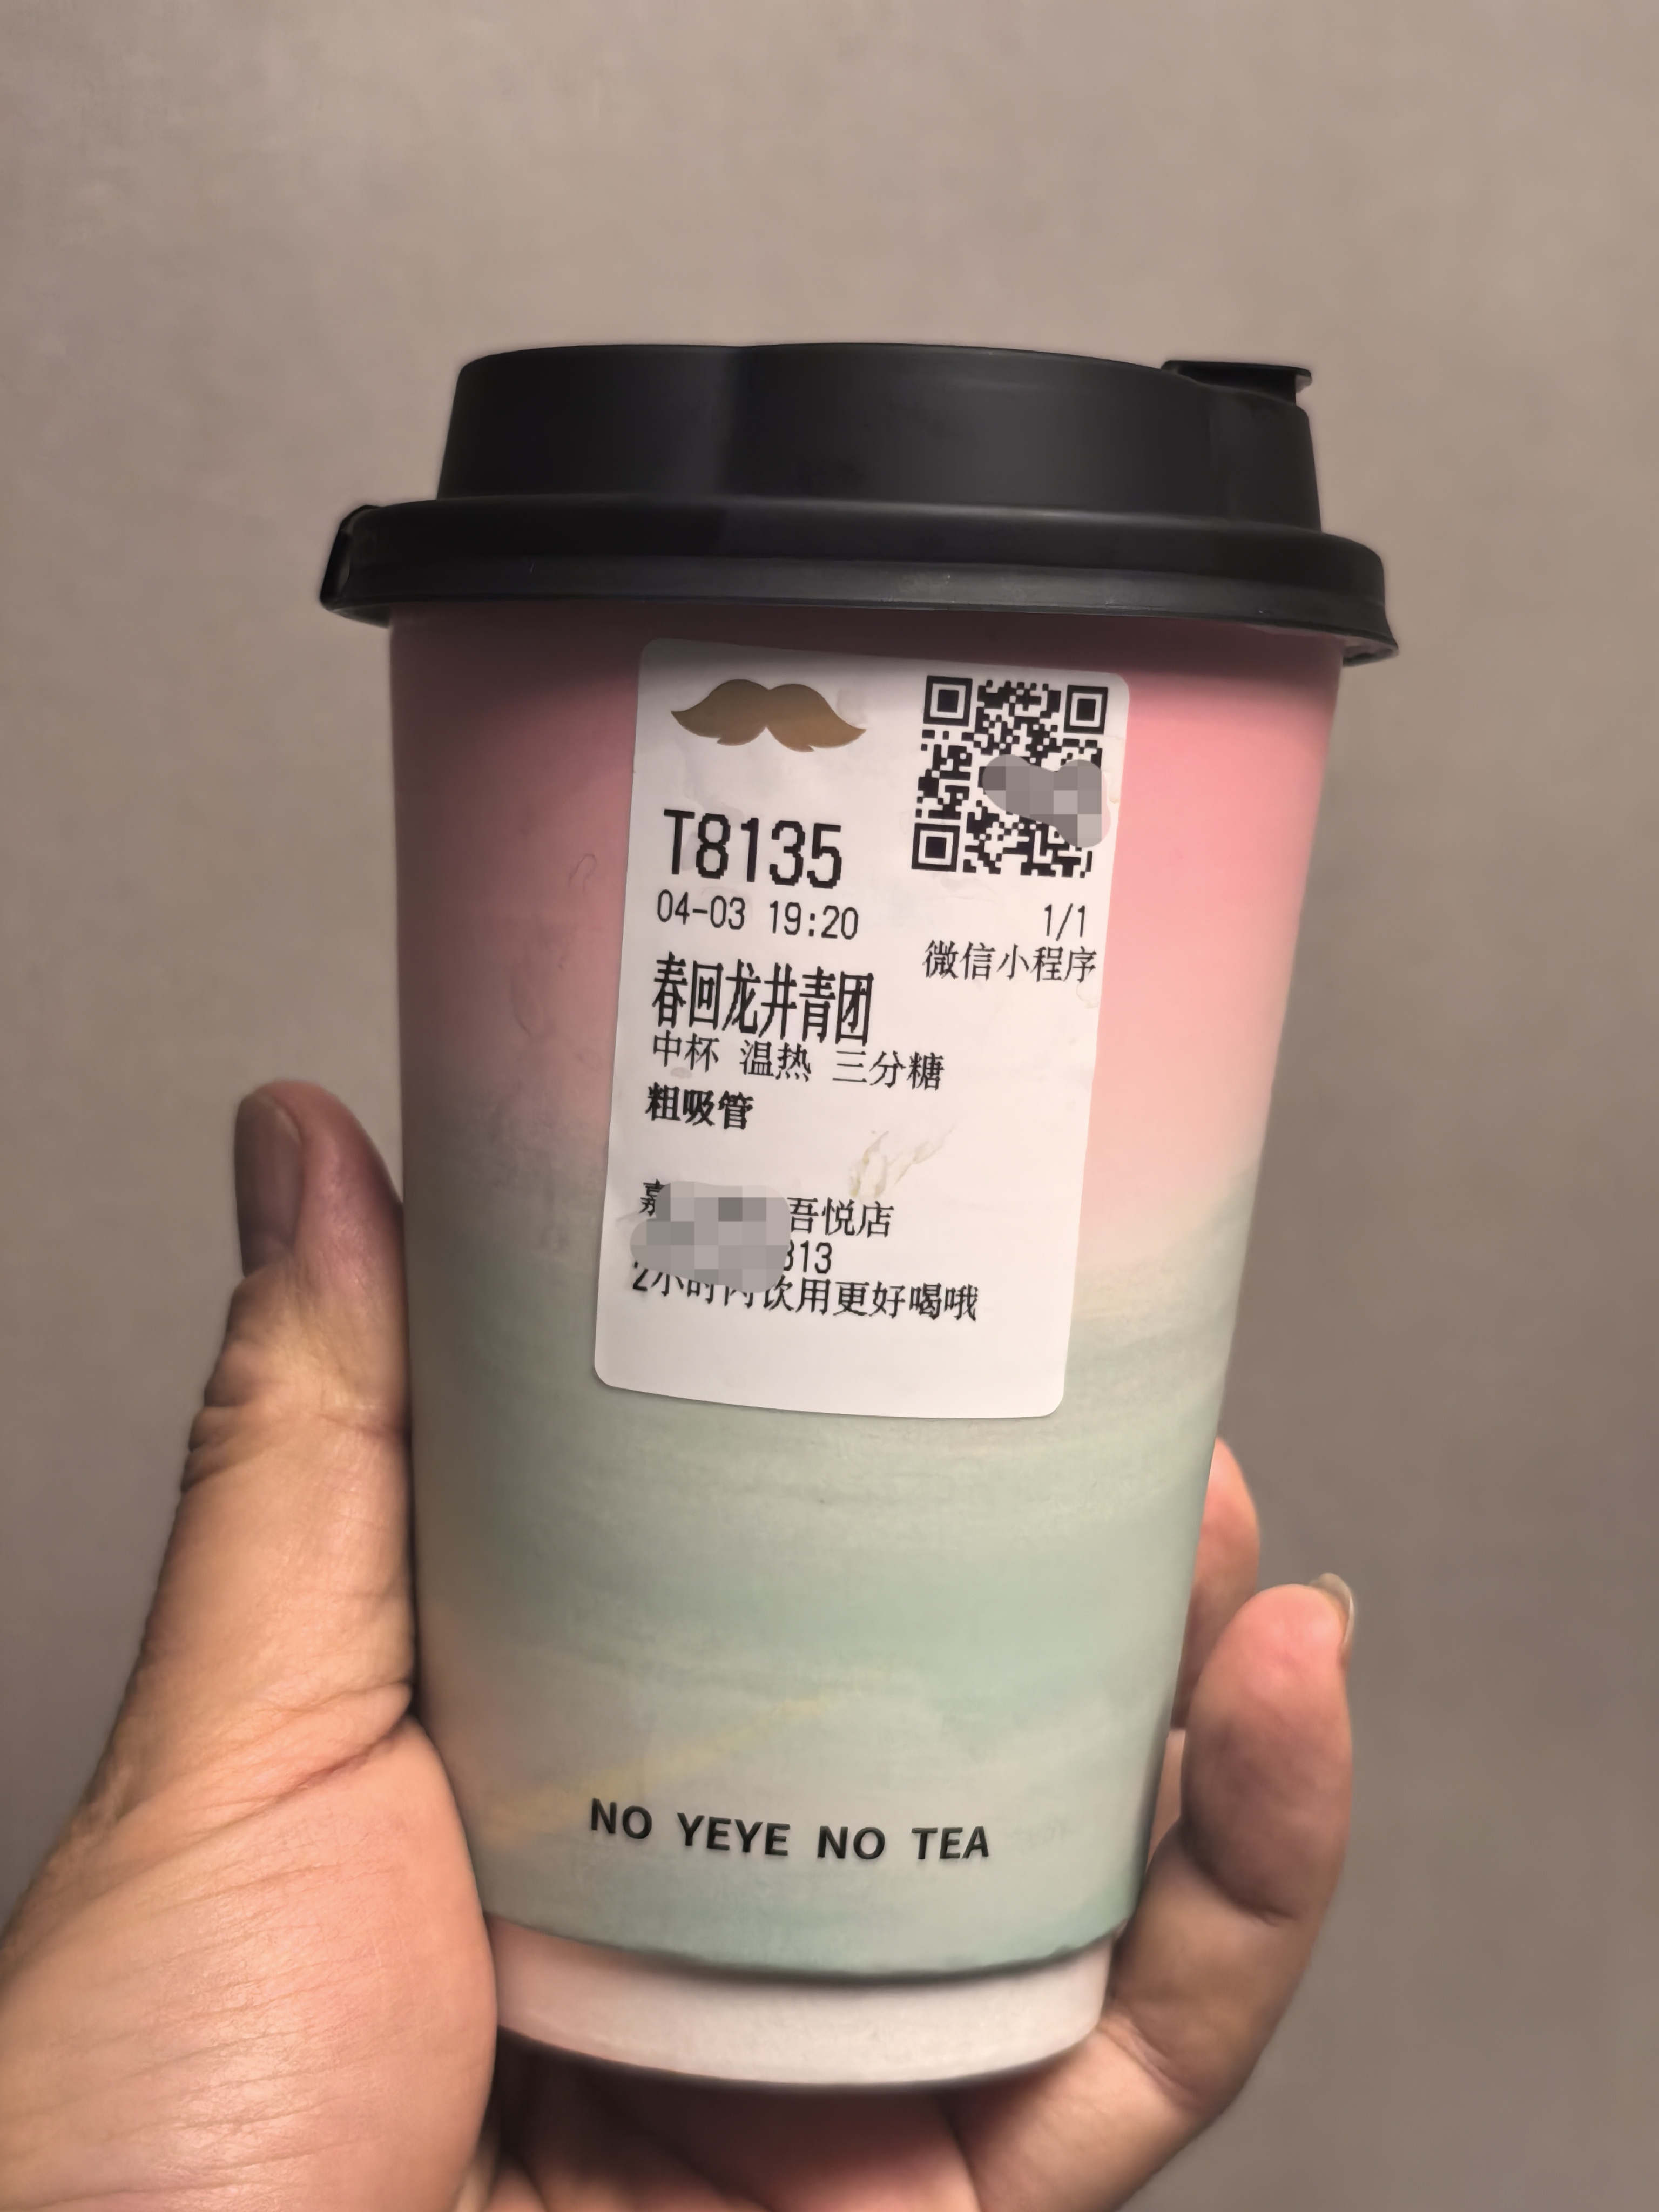 T8135
04-03 19:20 1/1
微信小程序
春回龙井青团
中杯 温热 三分糖
粗吸管
嘉 吾悦店
313
2小时内饮用更好喝哦
NO YEYE NO TEA